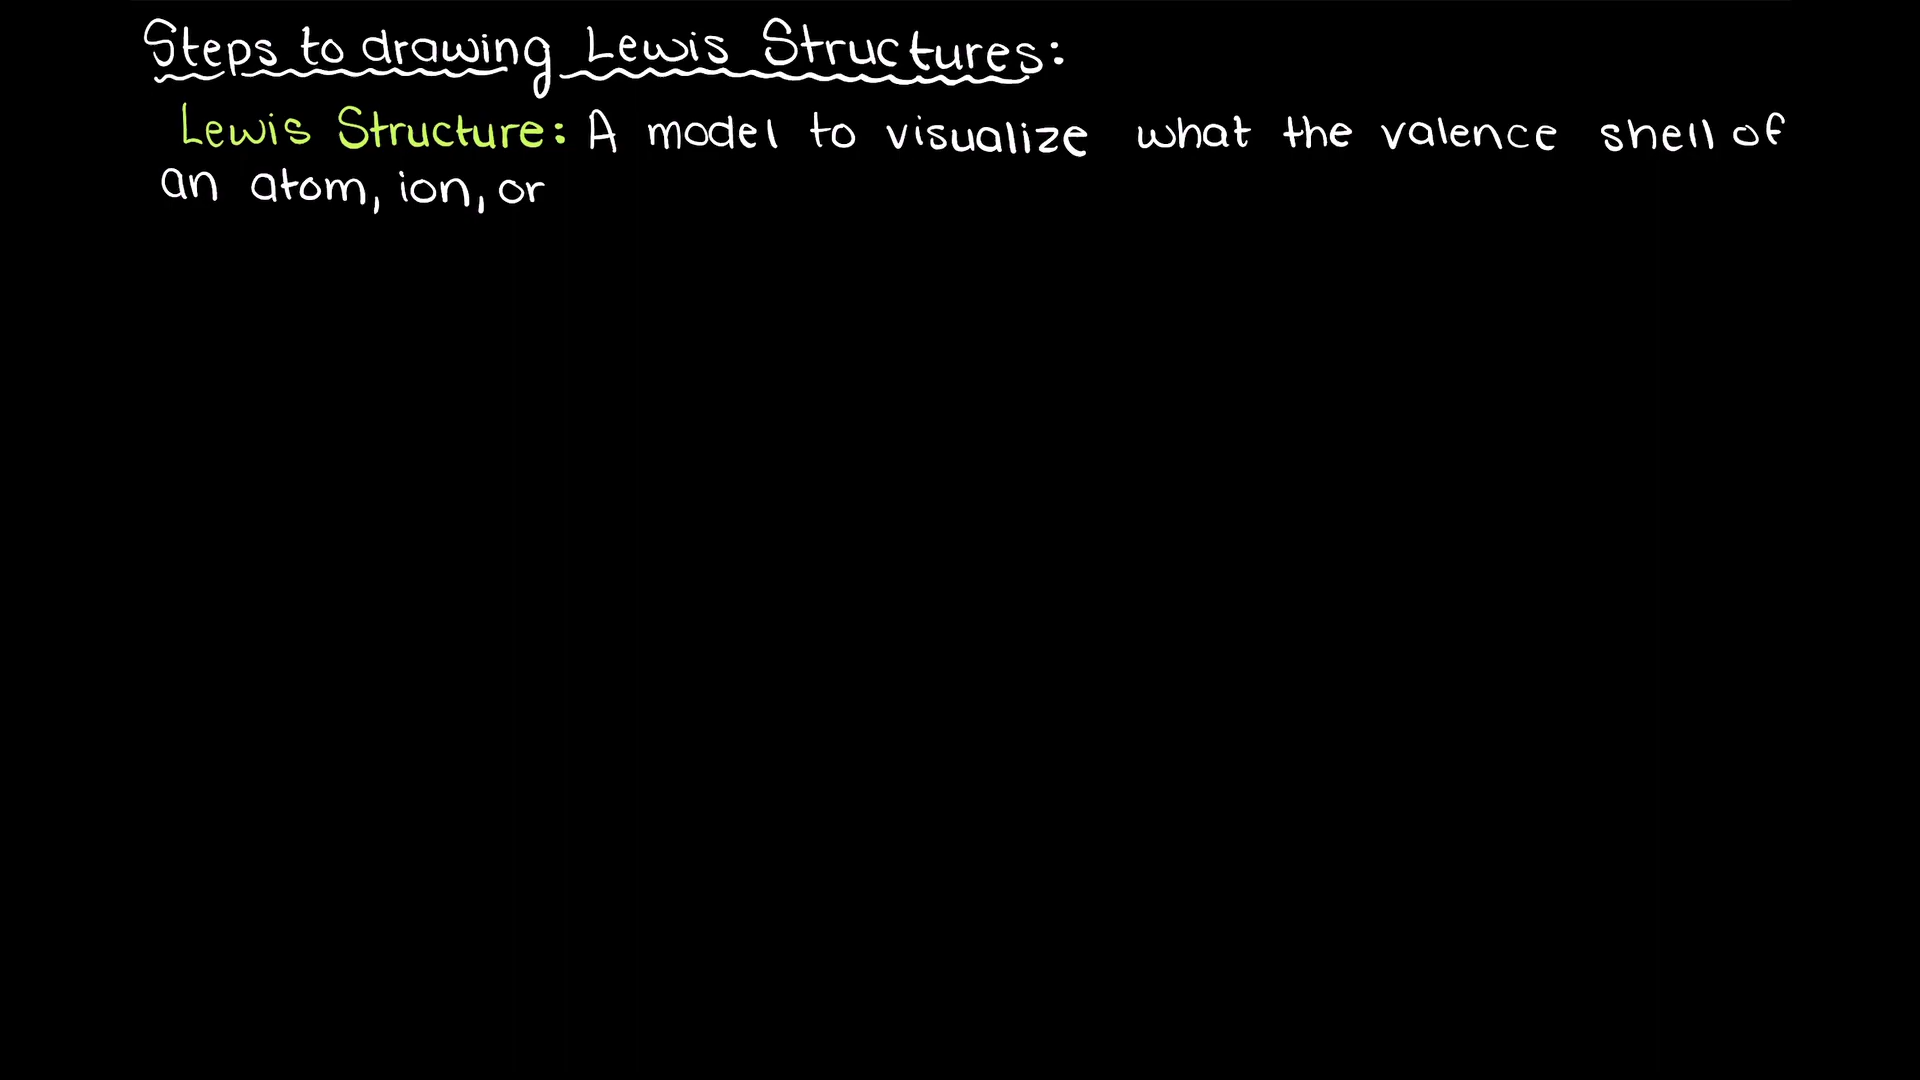 Steps to drawing Lewis Structures:
Lewis Structure: A model to visualize what the valence shell of
an atom, ion, or